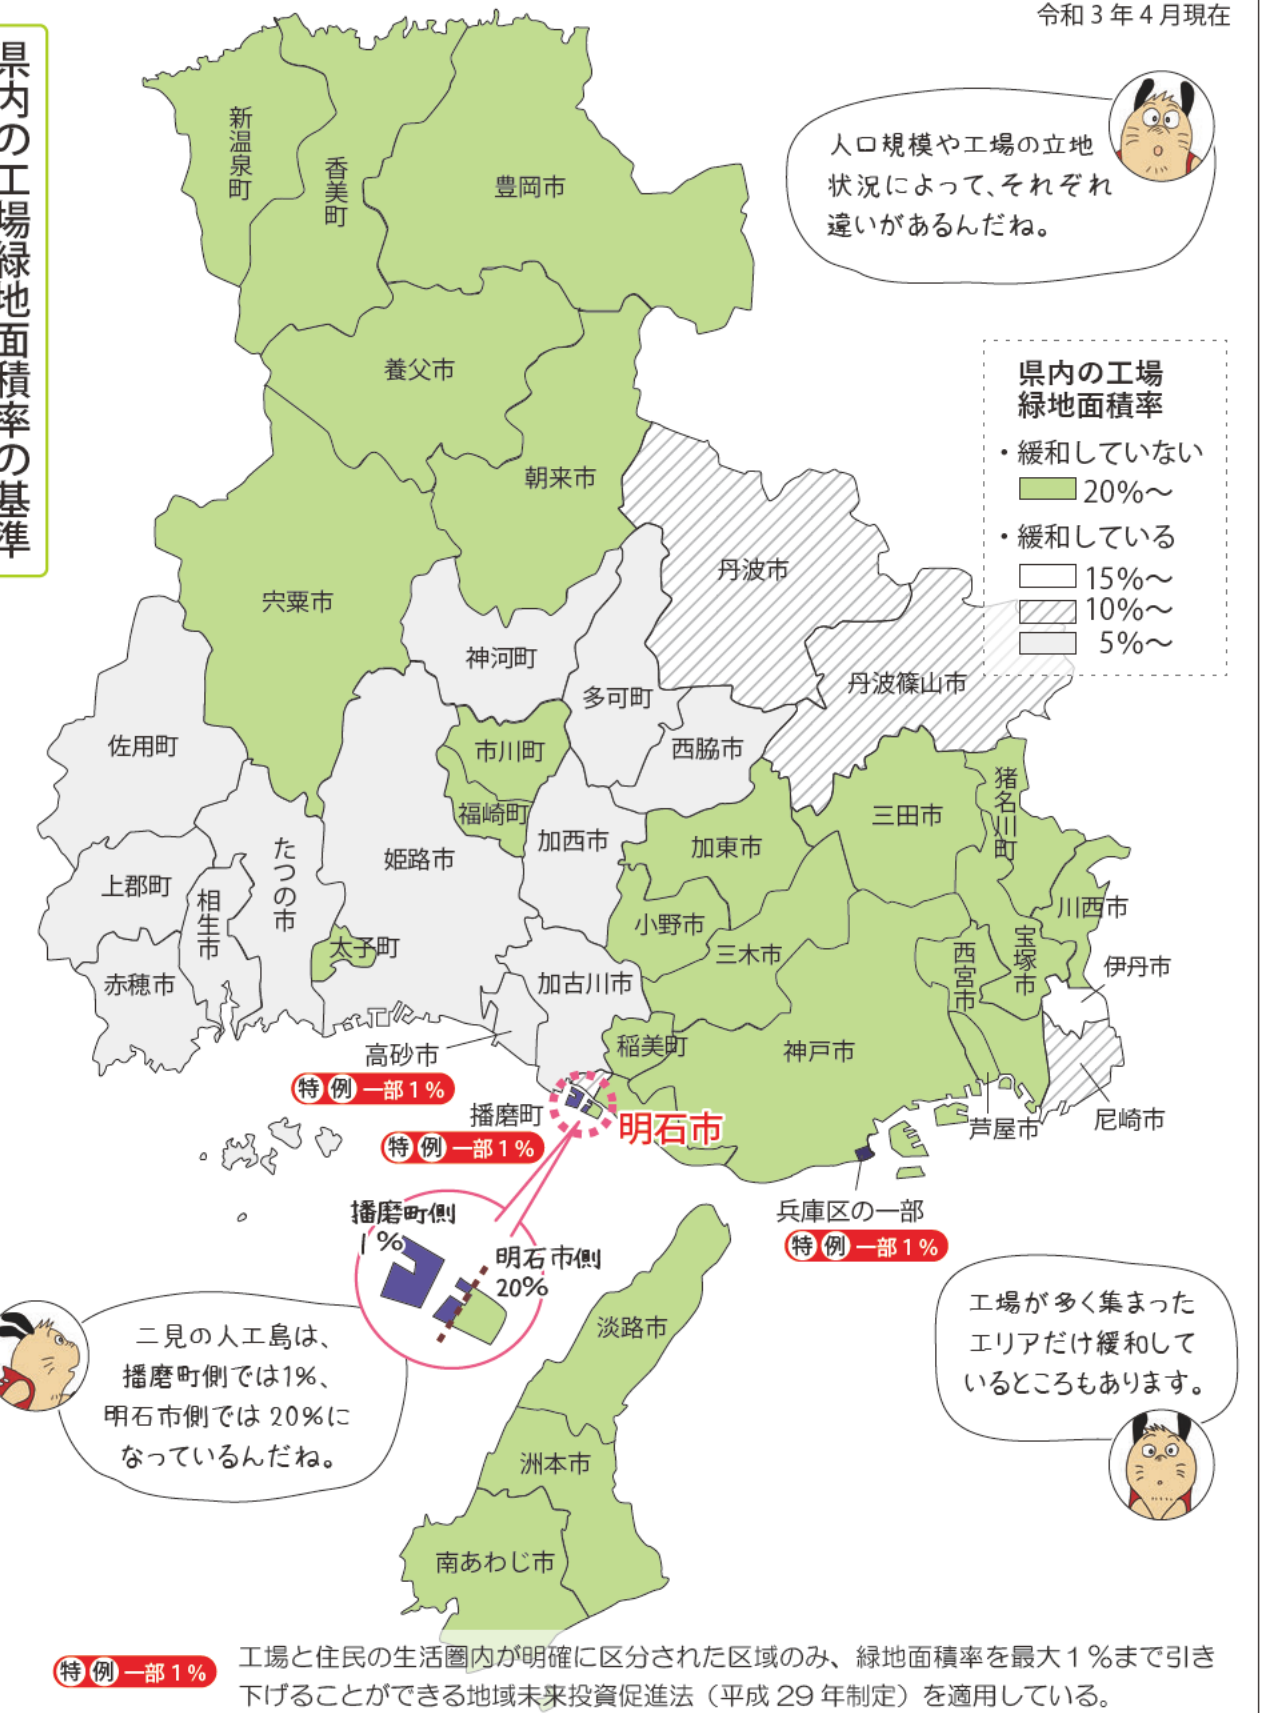 令和3年4月現在
県内の工場緑地面積率の基準
人口規模や工場の立地
状況によって、それぞれ
違いがあるんだね。
県内の工場
緑地面積率
・緩和していない
20%～
・緩和している
15%～
10%～
5%～
新温泉町
香美町
豊岡市
養父市
朝来市
宍粟市
丹波市
神河町
多可町
丹波篠山市
佐用町
市川町
西脇市
福崎町
猪名川町
三田市
加西市
加東市
姫路市
たつの市
上郡町
相生市
川西市
小野市
太子町
三木市
西宮市
宝塚市
伊丹市
赤穂市
加古川市
稲美町
神戸市
高砂市
特例 一部1%
播磨町
特例 一部1%
明石市
芦屋市
尼崎市
兵庫区の一部
特例 一部1%
播磨町側
1%
明石市側
20%
二見の人工島は、
播磨町側では1%、
明石市側では20%に
なっているんだね。
淡路市
洲本市
南あわじ市
工場が多く集まった
エリアだけ緩和して
いるところもあります。
特例 一部1%
工場と住民の生活圏内が明確に区分された区域のみ、緑地面積率を最大1%まで引き
下げることができる地域未来投資促進法（平成29年制定）を適用している。